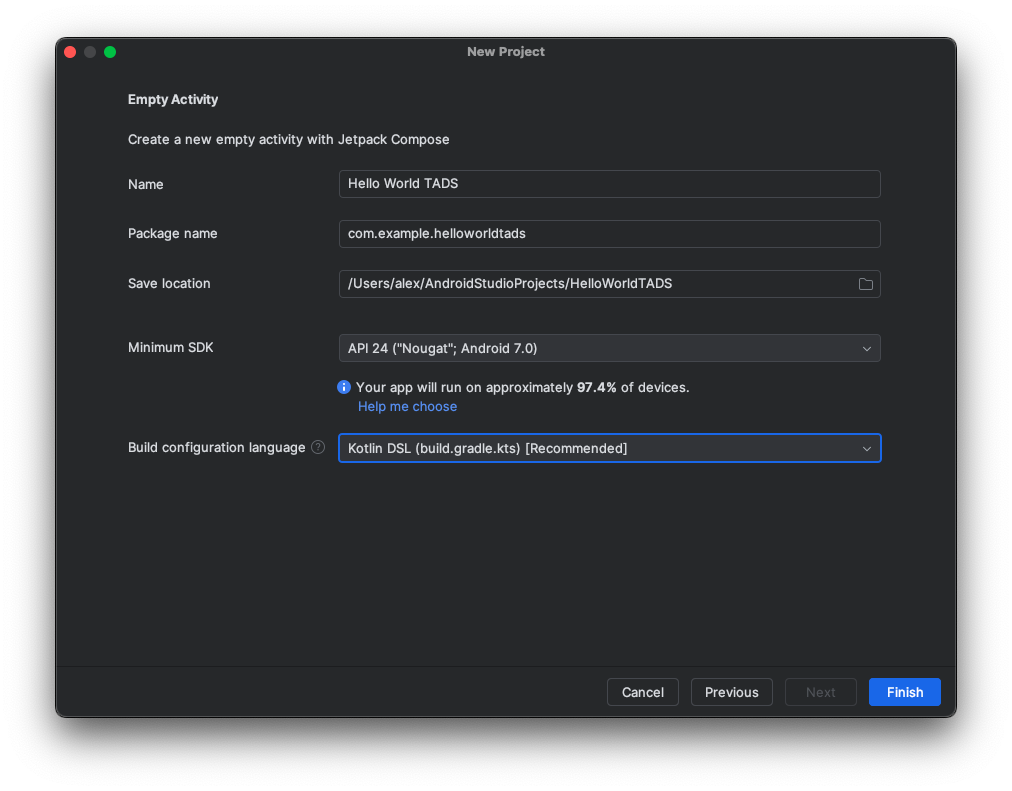 New Project
Empty Activity
Create a new empty activity with Jetpack Compose
Name
Hello World TADS
Package name
com.example.helloworldtads
Save location
/Users/alex/AndroidStudioProjects/HelloWorldTADS
Minimum SDK
API 24 ("Nougat"; Android 7.0)
Your app will run on approximately 97.4% of devices.
Help me choose
Build configuration language ?
Kotlin DSL (build.gradle.kts) [Recommended]
Cancel Previous Next Finish